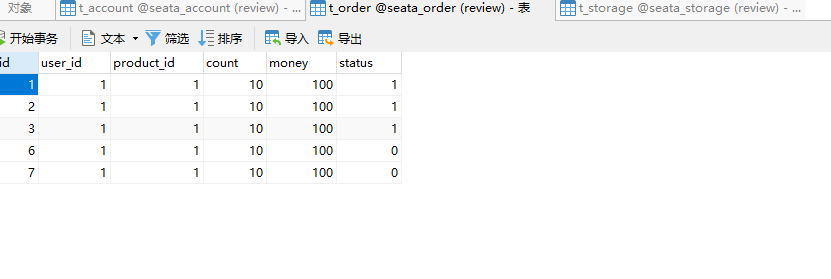 对象 t_account @seata_account (review) - ... t_order @seata_order (review) - 表 t_storage @seata_storage (review) - ...
开始事务 文本 筛选 排序 导入 导出
id user_id product_id count money status
1 1 1 10 100 1
2 1 1 10 100 1
3 1 1 10 100 1
6 1 1 10 100 0
7 1 1 10 100 0